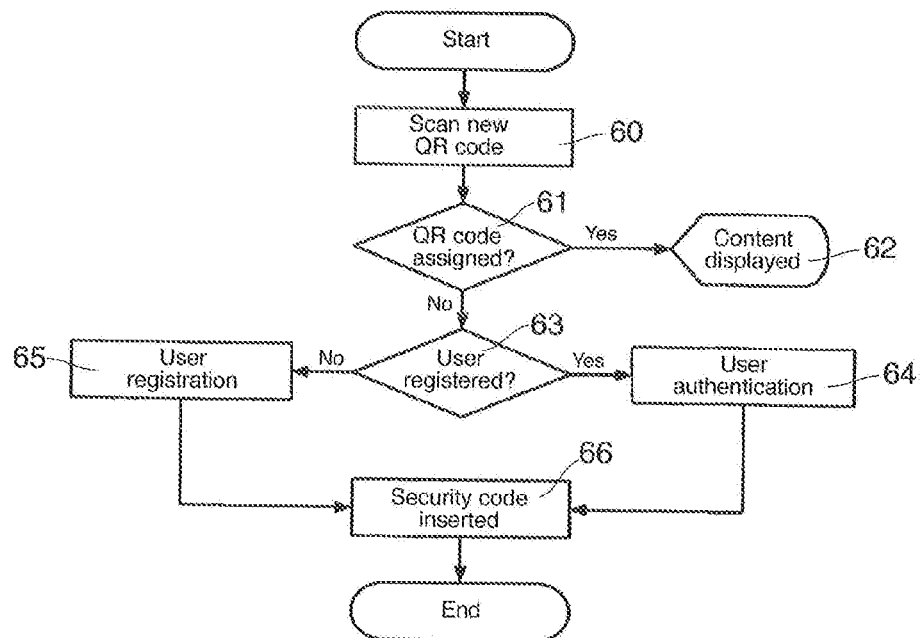 Start
Scan new
QR code
60
61
QR code
assigned?
Yes
Content
displayed
62
No
63
User
registered?
No
Yes
65
User
registration
User
authentication
64
66
Security code
inserted
End